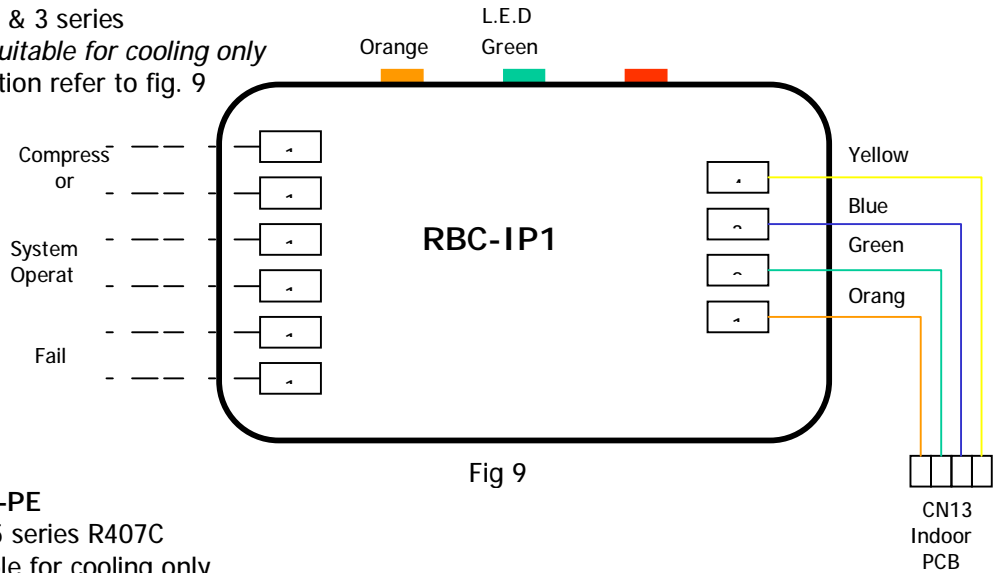 & 3 series
uitable for cooling only
tion refer to fig. 9
L.E.D
Orange Green
Compress
or
System
Operat
Fail
RBC-IP1
Yellow
Blue
Green
Orang
Fig 9
CN13
Indoor
PCB
-PE
series R407C
le for cooling only